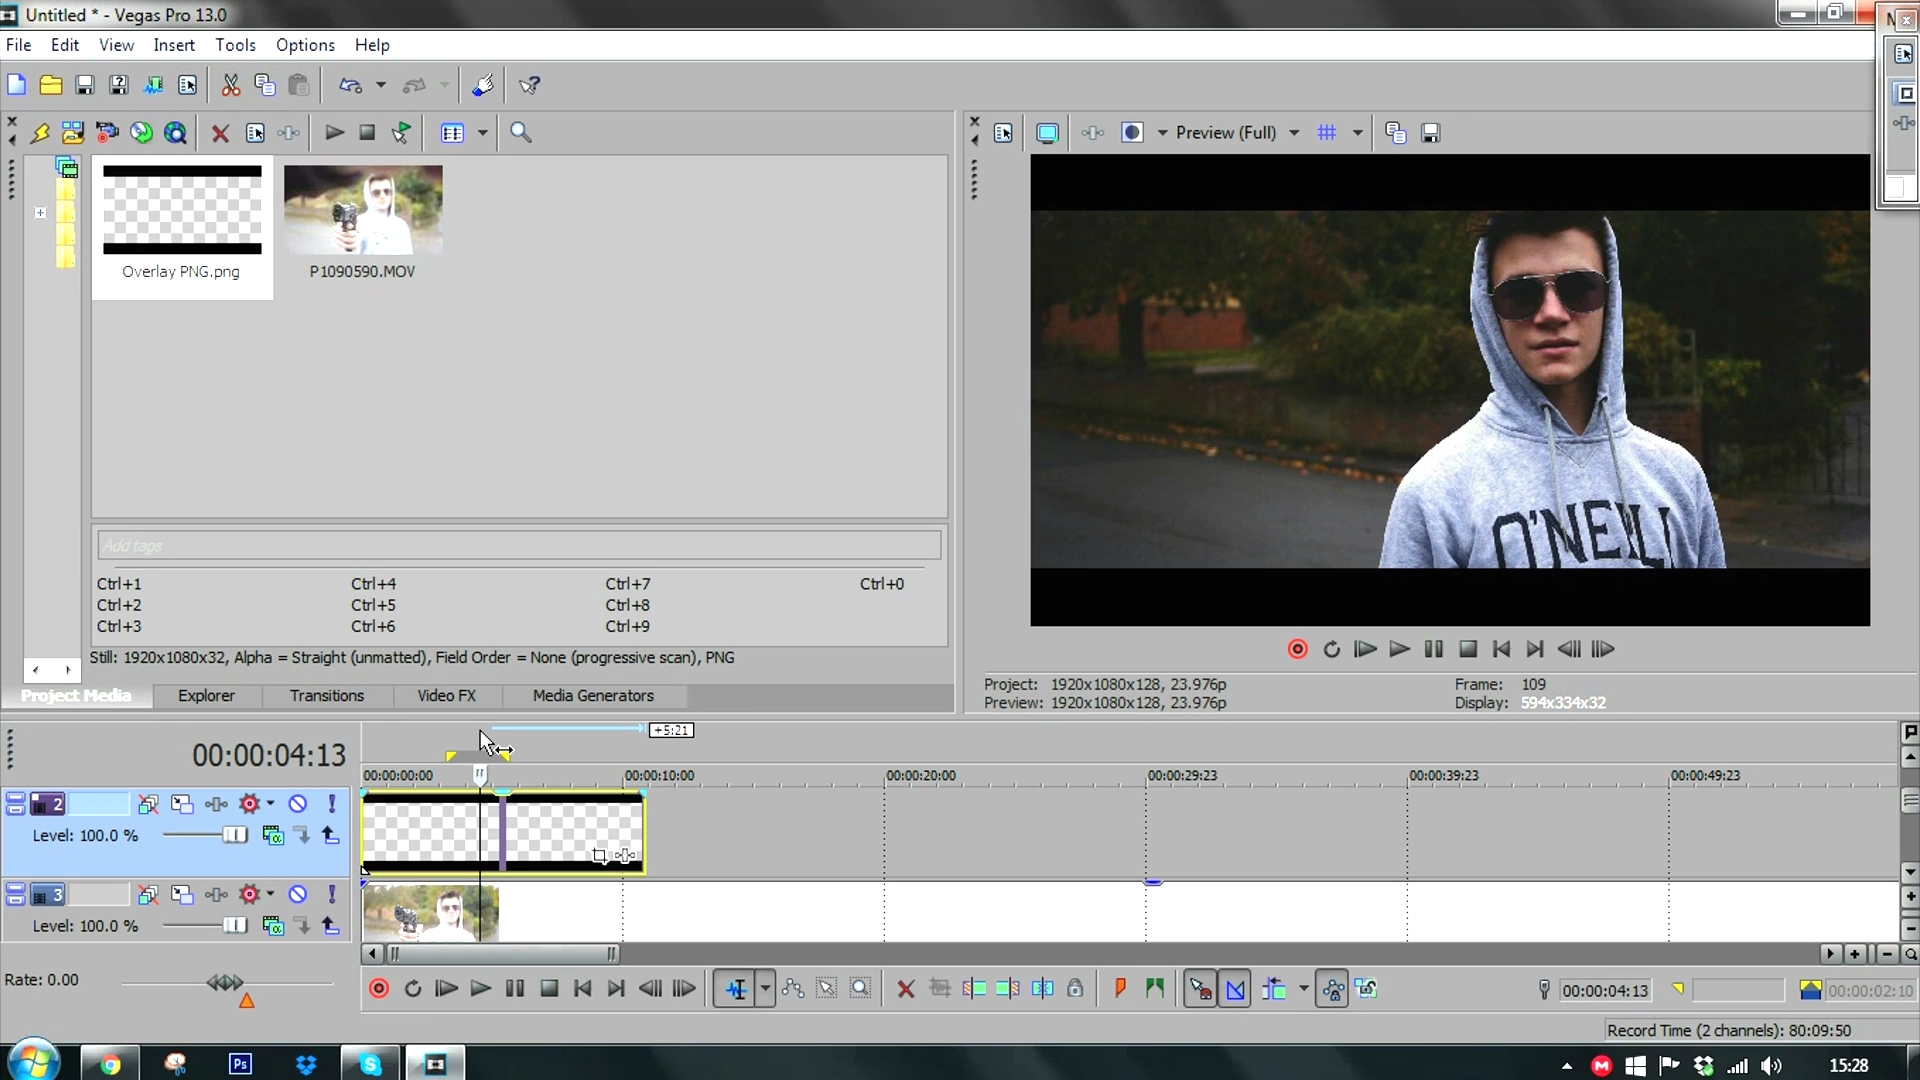 Untitled * - Vegas Pro 13.0
File Edit View Insert Tools Options Help
Preview (Full)
Overlay PNG.png
P1090590.MOV
O'NEILL
Add tags
Ctrl+1 Ctrl+4 Ctrl+7 Ctrl+0
Ctrl+2 Ctrl+5 Ctrl+8
Ctrl+3 Ctrl+6 Ctrl+9
Still: 1920x1080x32, Alpha = Straight (unmatted), Field Order = None (progressive scan), PNG
Project Media Explorer Transitions Video FX Media Generators
Project: 1920x1080x128, 23.976p Frame: 109
Preview: 1920x1080x128, 23.976p Display: 594x334x32
+5:21
00:00:04:13
00:00:00:00 00:00:10:00 00:00:20:00 00:00:29:23 00:00:39:23 00:00:49:23
2
Level: 100.0 %
3
Level: 100.0 %
Rate: 0.00
00:00:04:13
00:00:02:10
Record Time (2 channels): 80:09:50
Ps
15:28